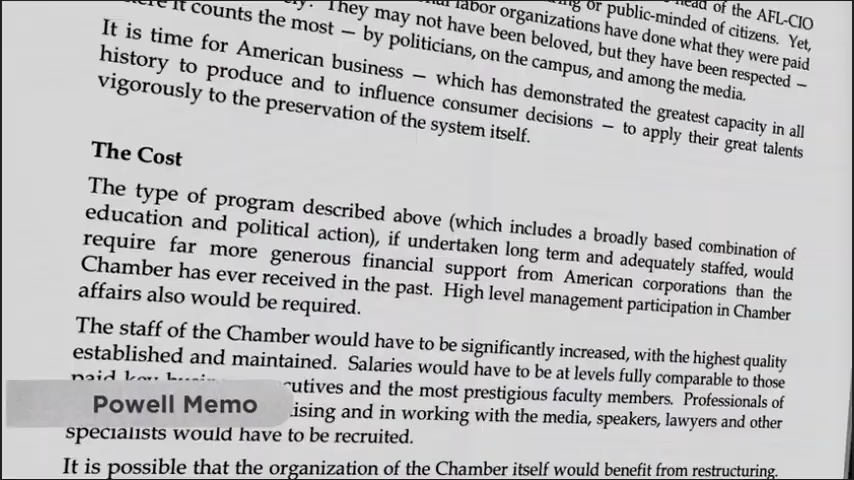 head of the AFL-CIO
or public-minded of citizens. Yet,
labor organizations have done what they were paid
They may not have been beloved, but they have been respected –
it counts the most – by politicians, on the campus, and among the media.
It is time for American business – which has demonstrated the greatest capacity in all
history to produce and to influence consumer decisions – to apply their great talents
vigorously to the preservation of the system itself.
The Cost
The type of program described above (which includes a broadly based combination of
education and political action), if undertaken long term and adequately staffed, would
require far more generous financial support from American corporations than the
Chamber has ever received in the past. High level management participation in Chamber
affairs also would be required.
The staff of the Chamber would have to be significantly increased, with the highest quality
established and maintained. Salaries would have to be at levels fully comparable to those
paid key cutives and the most prestigious faculty members. Professionals of
ising and in working with the media, speakers, lawyers and other
specialists would have to be recruited.
It is possible that the organization of the Chamber itself would benefit from restructuring.
Powell Memo